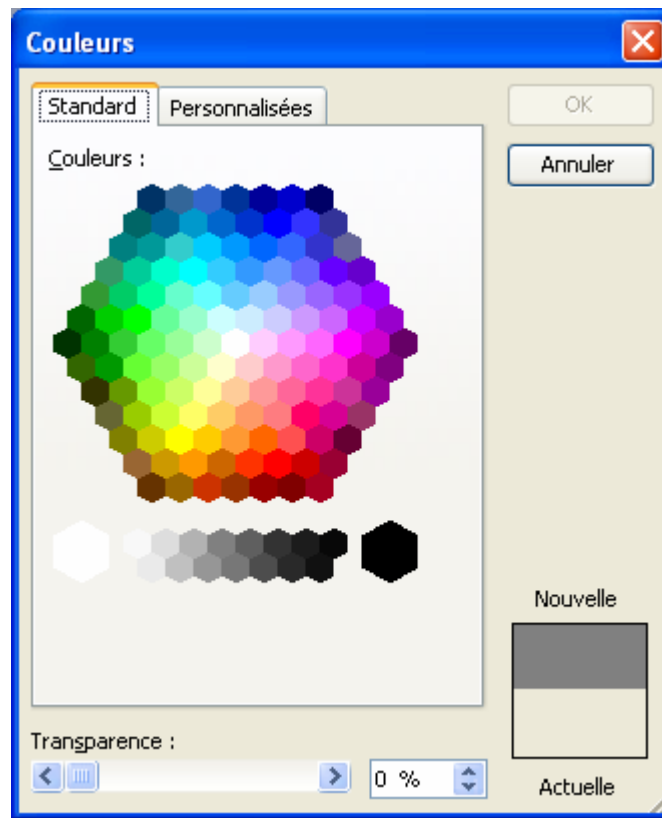 Couleurs
Standard
Personnalisées
OK
Annuler
Couleurs :
Nouvelle
Actuelle
Transparence :
0 %